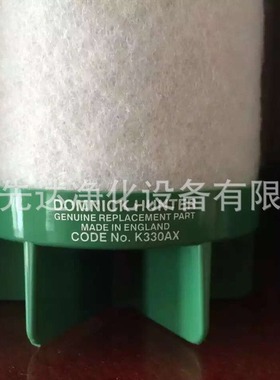 先达净化设备有限
DOMNICK HUNTER
GENUINE REPLACEMENT PART
MADE IN ENGLAND
CODE No. K330AX